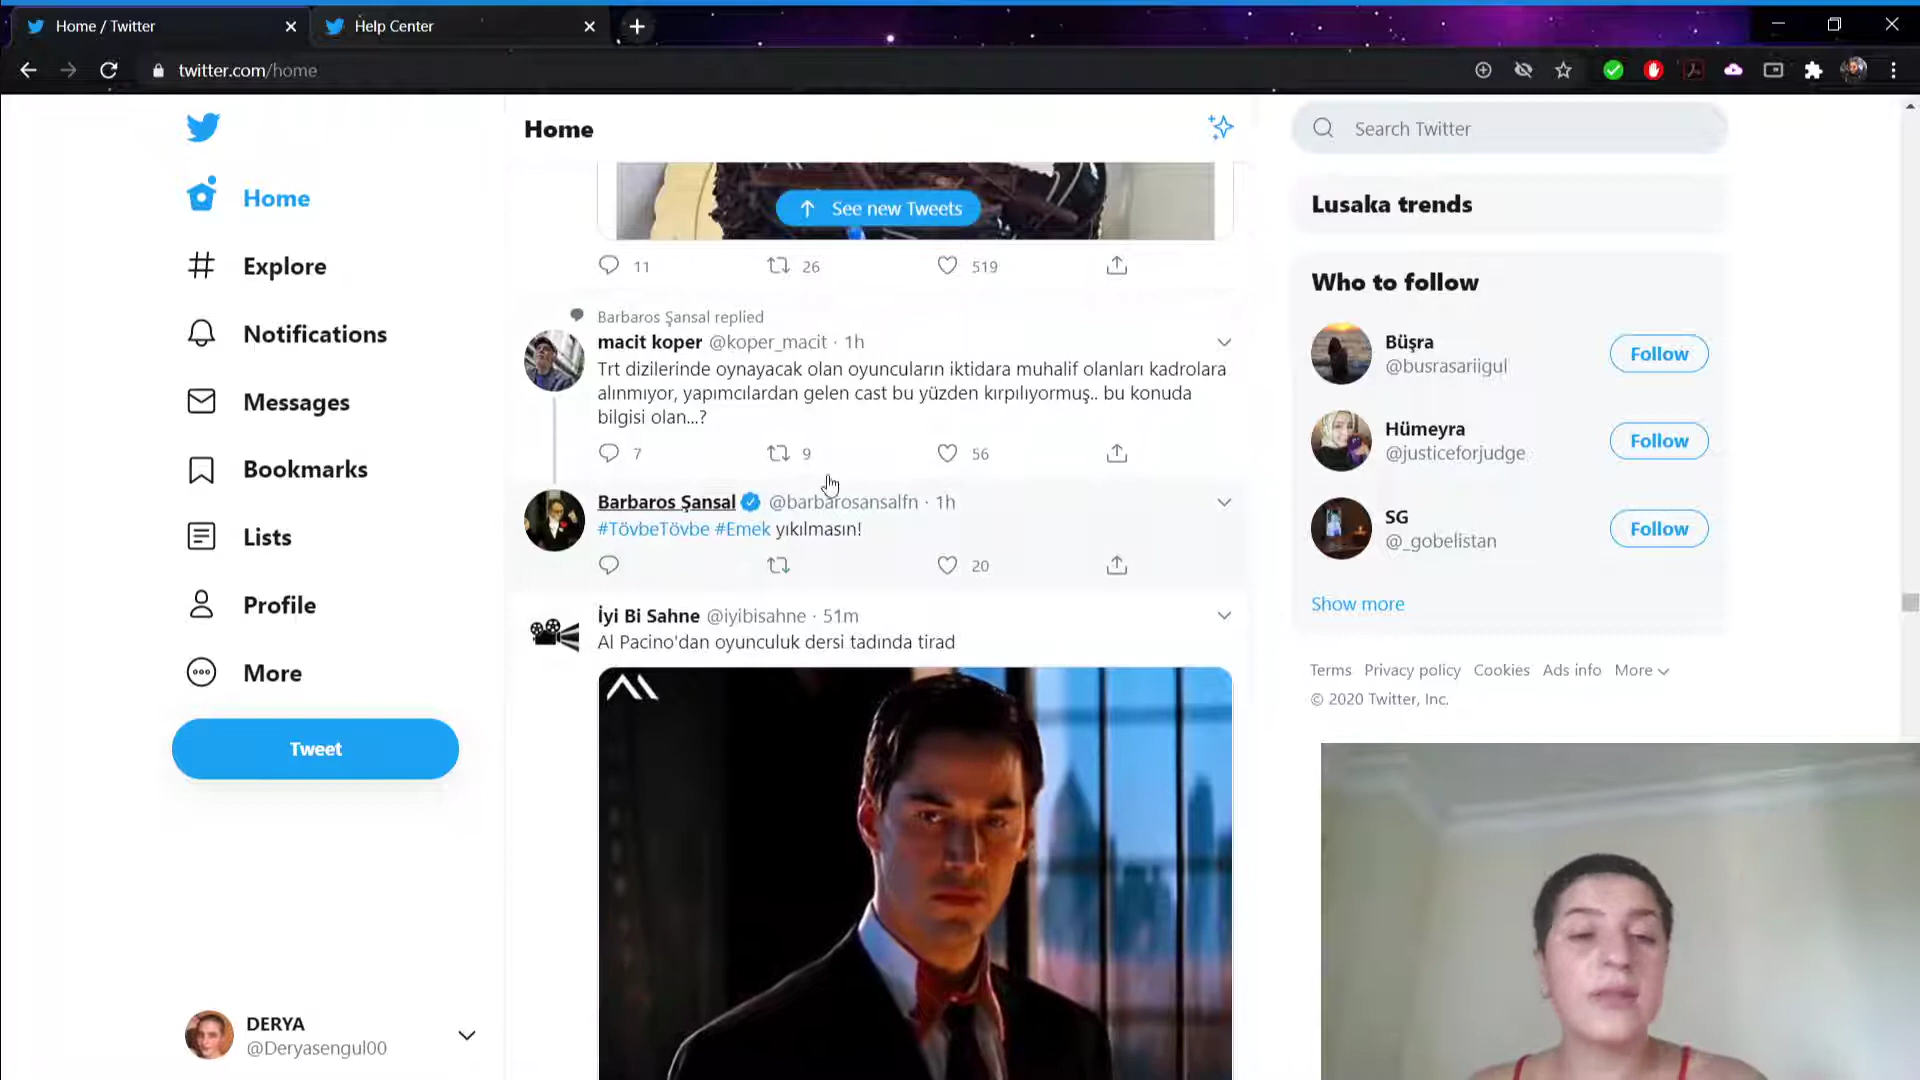 Home / Twitter
Help Center
twitter.com/home
Home
Search Twitter
Home
Explore
Notifications
Messages
Bookmarks
Lists
Profile
More
Tweet
DERYA
@Deryasengul00
See new Tweets
11 26 519
Barbaros Şansal replied
macit koper @koper_macit · 1h
Trt dizilerinde oynayacak olan oyuncuların iktidara muhalif olanları kadrolara
alınmıyor, yapımcılardan gelen cast bu yüzden kırpılıyormuş.. bu konuda
bilgisi olan...?
7 9 56
Barbaros Şansal @barbarosansalfn · 1h
#TövbeTövbe #Emek yıkılmasın!
20
İyi Bi Sahne @iyibisahne · 51m
Al Pacino'dan oyunculuk dersi tadında tirad
Lusaka trends
Who to follow
Büşra
@busrasariigul
Follow
Hümeyra
@justiceforjudge
Follow
SG
@_gobelistan
Follow
Show more
Terms Privacy policy Cookies Ads info More
© 2020 Twitter, Inc.